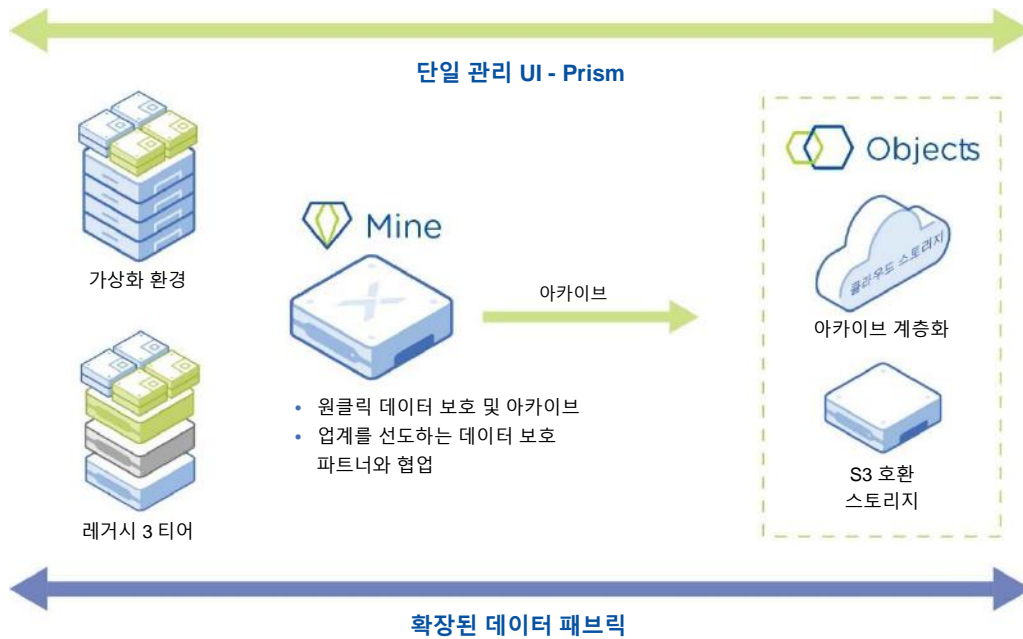 단일 관리 UI - Prism
가상화 환경
레거시 3 티어
Mine
• 원클릭 데이터 보호 및 아카이브
• 업계를 선도하는 데이터 보호
파트너와 협업
아카이브
Objects
클라우드 스토리지
아카이브 계층화
S3 호환
스토리지
확장된 데이터 패브릭